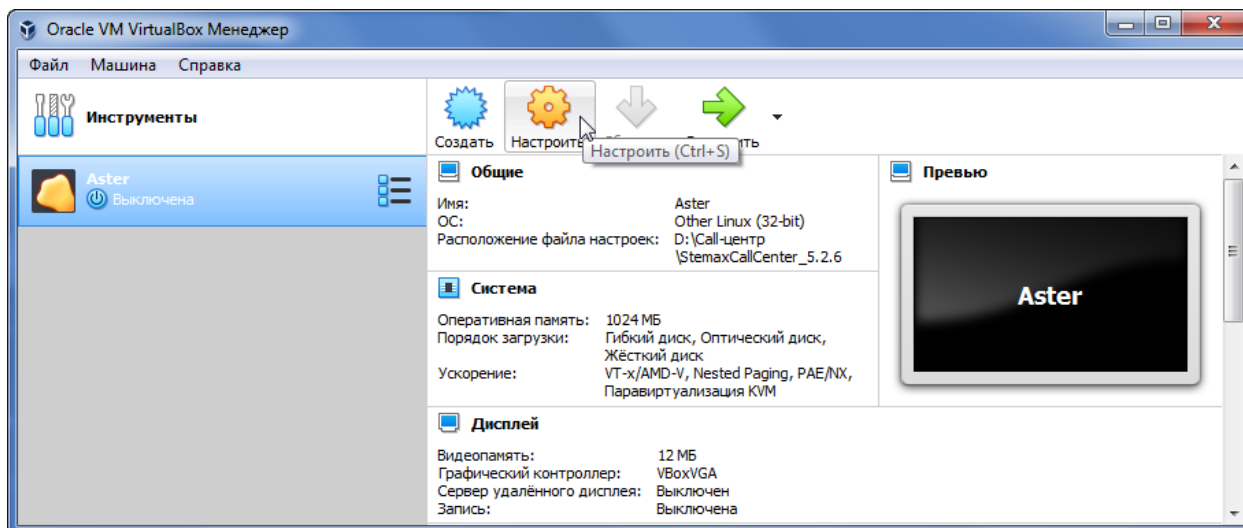 Oracle VM VirtualBox Менеджер
Файл Машина Справка
Инструменты
Создать Настроить
Настроить (Ctrl+S)
Aster
Выключена
Общие
Имя: Aster
ОС: Other Linux (32-bit)
Расположение файла настроек: D:\Call-центр
\StemaxCallCenter_5.2.6
Система
Оперативная память: 1024 МБ
Порядок загрузки: Гибкий диск, Оптический диск,
Жёсткий диск
Ускорение: VT-x/AMD-V, Nested Paging, PAE/NX,
Паравиртуализация KVM
Дисплей
Видеопамять: 12 МБ
Графический контроллер: VBoxVGA
Сервер удалённого дисплея: Выключен
Запись: Выключена
Превью
Aster